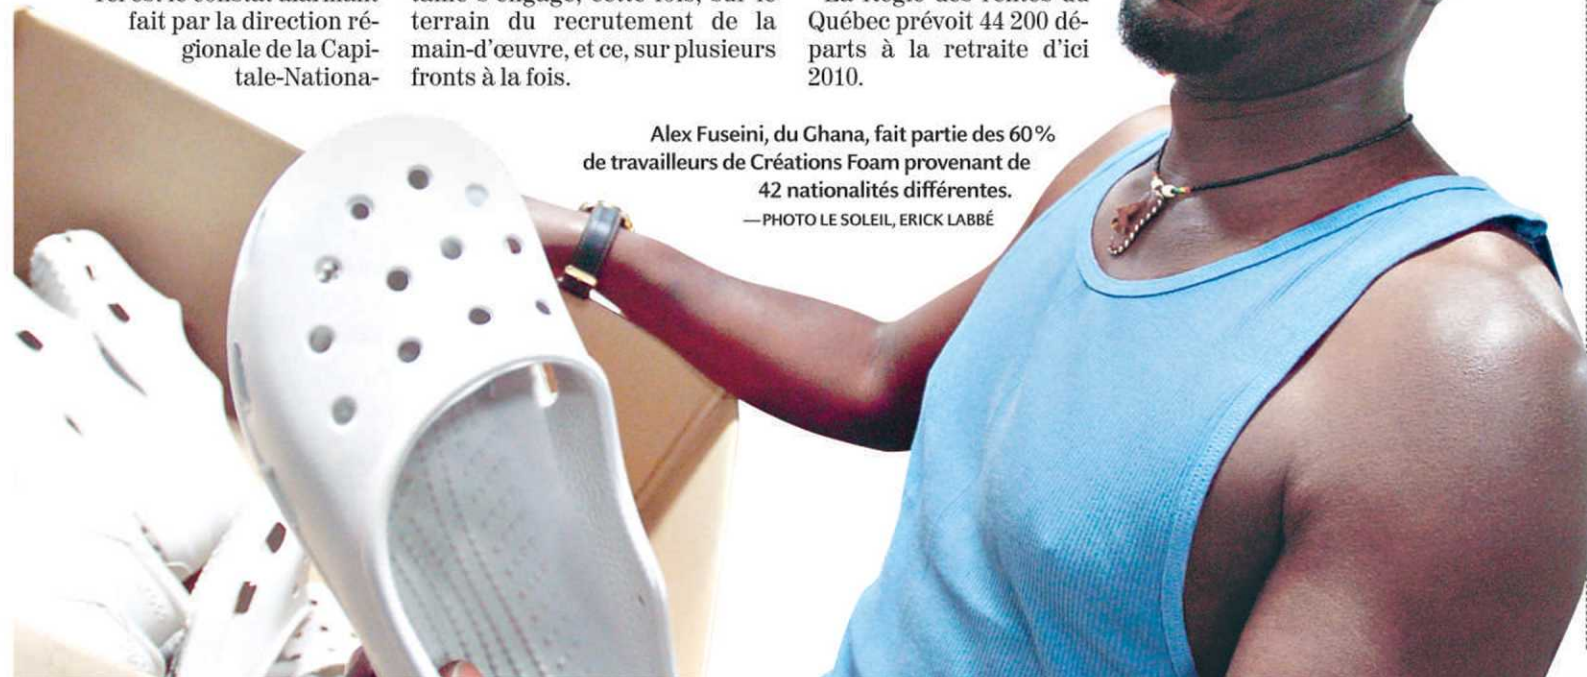 fait par la direction ré-
gionale de la Capi-
tale-Nationa-
terrain du recrutement de la
main-d'œuvre, et ce, sur plusieurs
fronts à la fois.
Québec prévoit 44 200 dé-
parts à la retraite d'ici
2010.
Alex Fuseini, du Ghana, fait partie des 60 %
de travailleurs de Créations Foam provenant de
42 nationalités différentes.
—PHOTO LE SOLEIL, ERICK LABBÉ